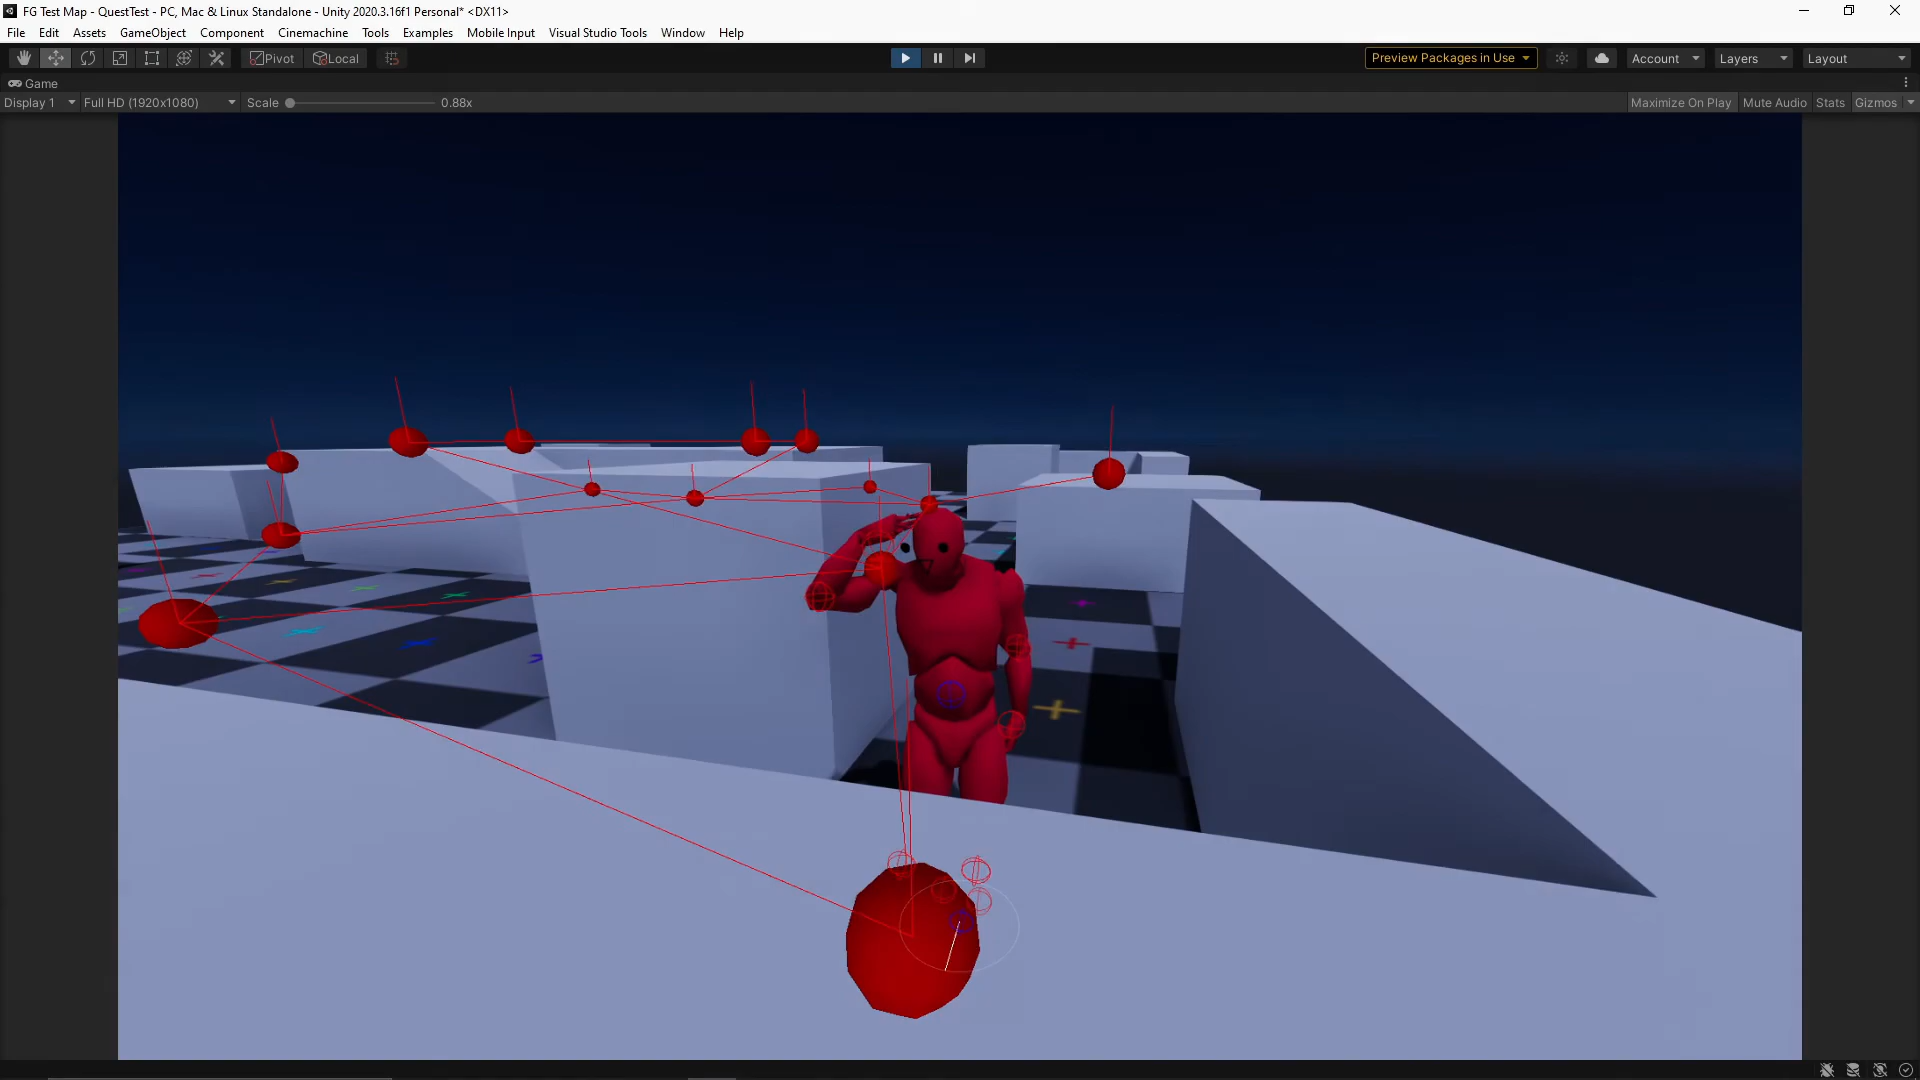 FG Test Map - QuestTest - PC, Mac & Linux Standalone - Unity 2020.3.16f1 Personal* <DX11>
File Edit Assets GameObject Component Cinemachine Tools Examples Mobile Input Visual Studio Tools Window Help
Pivot Local Preview Packages in Use Account Layers Layout
Game
Display 1 Full HD (1920x1080) Scale 0.88x Maximize On Play Mute Audio Stats Gizmos